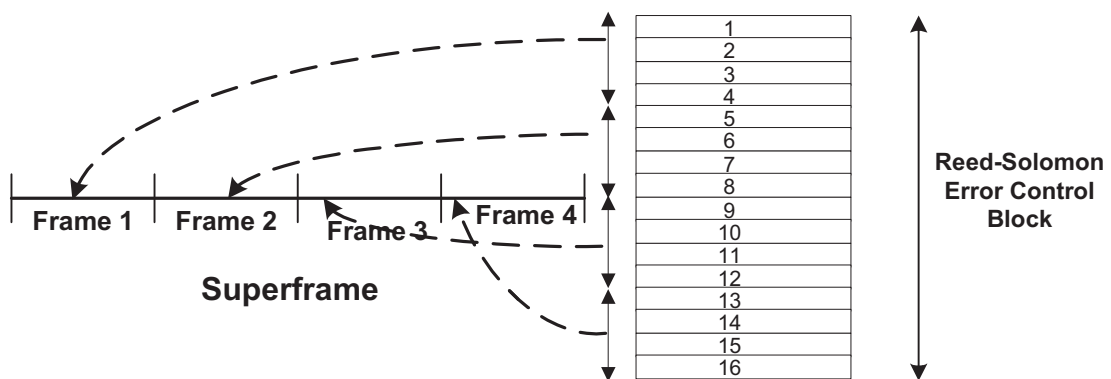 1
2
3
4
5
6
7
8
9
10
11
12
13
14
15
16
Frame 1
Frame 2
Frame 3
Frame 4
Superframe
Reed-Solomon
Error Control
Block